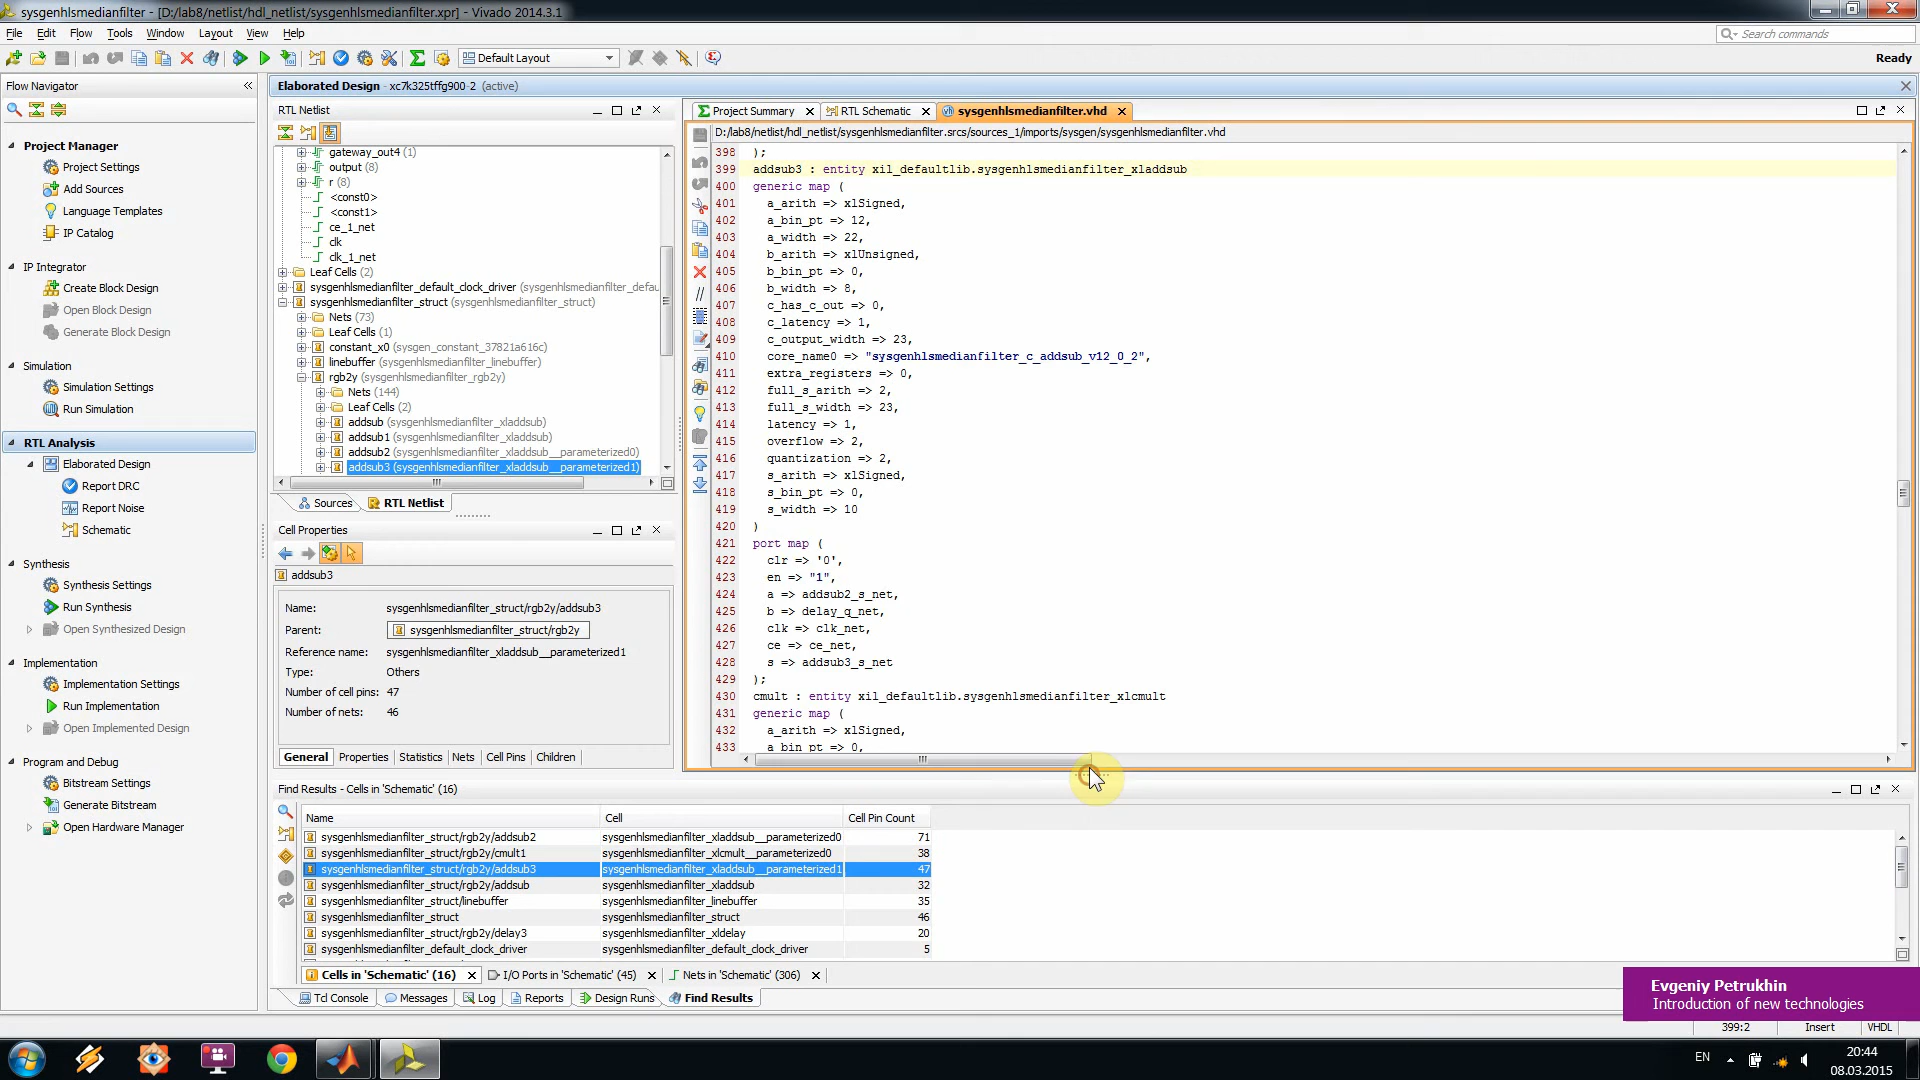 sysgenhlsmedianfilter - [D:/lab8/netlist/hdl_netlist/sysgenhlsmedianfilter.xpr] - Vivado 2014.3.1
File Edit Flow Tools Window Layout View Help
Search commands
Default Layout
Ready
Flow Navigator
Project Manager
Project Settings
Add Sources
Language Templates
IP Catalog
IP Integrator
Create Block Design
Open Block Design
Generate Block Design
Simulation
Simulation Settings
Run Simulation
RTL Analysis
Elaborated Design
Report DRC
Report Noise
Schematic
Synthesis
Synthesis Settings
Run Synthesis
Open Synthesized Design
Implementation
Implementation Settings
Run Implementation
Open Implemented Design
Program and Debug
Bitstream Settings
Generate Bitstream
Open Hardware Manager
Elaborated Design - xc7k325tffg900-2 (active)
RTL Netlist
gateway_out4 (1)
output (8)
r (8)
<const0>
<const1>
ce_1_net
clk
clk_1_net
Leaf Cells (2)
sysgenhlsmedianfilter_default_clock_driver (sysgenhlsmedianfilter_defau
sysgenhlsmedianfilter_struct (sysgenhlsmedianfilter_struct)
Nets (73)
Leaf Cells (1)
constant_x0 (sysgen_constant_37821a616c)
linebuffer (sysgenhlsmedianfilter_linebuffer)
rgb2y (sysgenhlsmedianfilter_rgb2y)
Nets (144)
Leaf Cells (2)
addsub (sysgenhlsmedianfilter_xladdsub)
addsub1 (sysgenhlsmedianfilter_xladdsub)
addsub2 (sysgenhlsmedianfilter_xladdsub__parameterized0)
addsub3 (sysgenhlsmedianfilter_xladdsub__parameterized1)
Sources RTL Netlist
Cell Properties
addsub3
Name: sysgenhlsmedianfilter_struct/rgb2y/addsub3
Parent: sysgenhlsmedianfilter_struct/rgb2y
Reference name: sysgenhlsmedianfilter_xladdsub__parameterized1
Type: Others
Number of cell pins: 47
Number of nets: 46
General Properties Statistics Nets Cell Pins Children
Project Summary RTL Schematic sysgenhlsmedianfilter.vhd
D:/lab8/netlist/hdl_netlist/sysgenhlsmedianfilter.srcs/sources_1/imports/sysgen/sysgenhlsmedianfilter.vhd
398 );
399 addsub3 : entity xil_defaultlib.sysgenhlsmedianfilter_xladdsub
400 generic map (
401 a_arith => xlSigned,
402 a_bin_pt => 12,
403 a_width => 22,
404 b_arith => xlUnsigned,
405 b_bin_pt => 0,
406 b_width => 8,
407 c_has_c_out => 0,
408 c_latency => 1,
409 c_output_width => 23,
410 core_name0 => "sysgenhlsmedianfilter_c_addsub_v12_0_2",
411 extra_registers => 0,
412 full_s_arith => 2,
413 full_s_width => 23,
414 latency => 1,
415 overflow => 2,
416 quantization => 2,
417 s_arith => xlSigned,
418 s_bin_pt => 0,
419 s_width => 10
420 )
421 port map (
422 clr => '0',
423 en => "1",
424 a => addsub2_s_net,
425 b => delay_q_net,
426 clk => clk_net,
427 ce => ce_net,
428 s => addsub3_s_net
429 );
430 cmult : entity xil_defaultlib.sysgenhlsmedianfilter_xlcmult
431 generic map (
432 a_arith => xlSigned,
433 a_bin_pt => 0,
Find Results - Cells in 'Schematic' (16)
Name Cell Cell Pin Count
sysgenhlsmedianfilter_struct/rgb2y/addsub2 sysgenhlsmedianfilter_xladdsub__parameterized0 71
sysgenhlsmedianfilter_struct/rgb2y/cmult1 sysgenhlsmedianfilter_xlcmult__parameterized0 38
sysgenhlsmedianfilter_struct/rgb2y/addsub3 sysgenhlsmedianfilter_xladdsub__parameterized1 47
sysgenhlsmedianfilter_struct/rgb2y/addsub sysgenhlsmedianfilter_xladdsub 32
sysgenhlsmedianfilter_struct/linebuffer sysgenhlsmedianfilter_linebuffer 35
sysgenhlsmedianfilter_struct sysgenhlsmedianfilter_struct 46
sysgenhlsmedianfilter_struct/rgb2y/delay3 sysgenhlsmedianfilter_xldelay 20
sysgenhlsmedianfilter_default_clock_driver sysgenhlsmedianfilter_default_clock_driver 5
Cells in 'Schematic' (16) I/O Ports in 'Schematic' (45) Nets in 'Schematic' (306)
Tcl Console Messages Log Reports Design Runs Find Results
Evgeniy Petrukhin
Introduction of new technologies
399:2 Insert VHDL
EN
20:44
08.03.2015